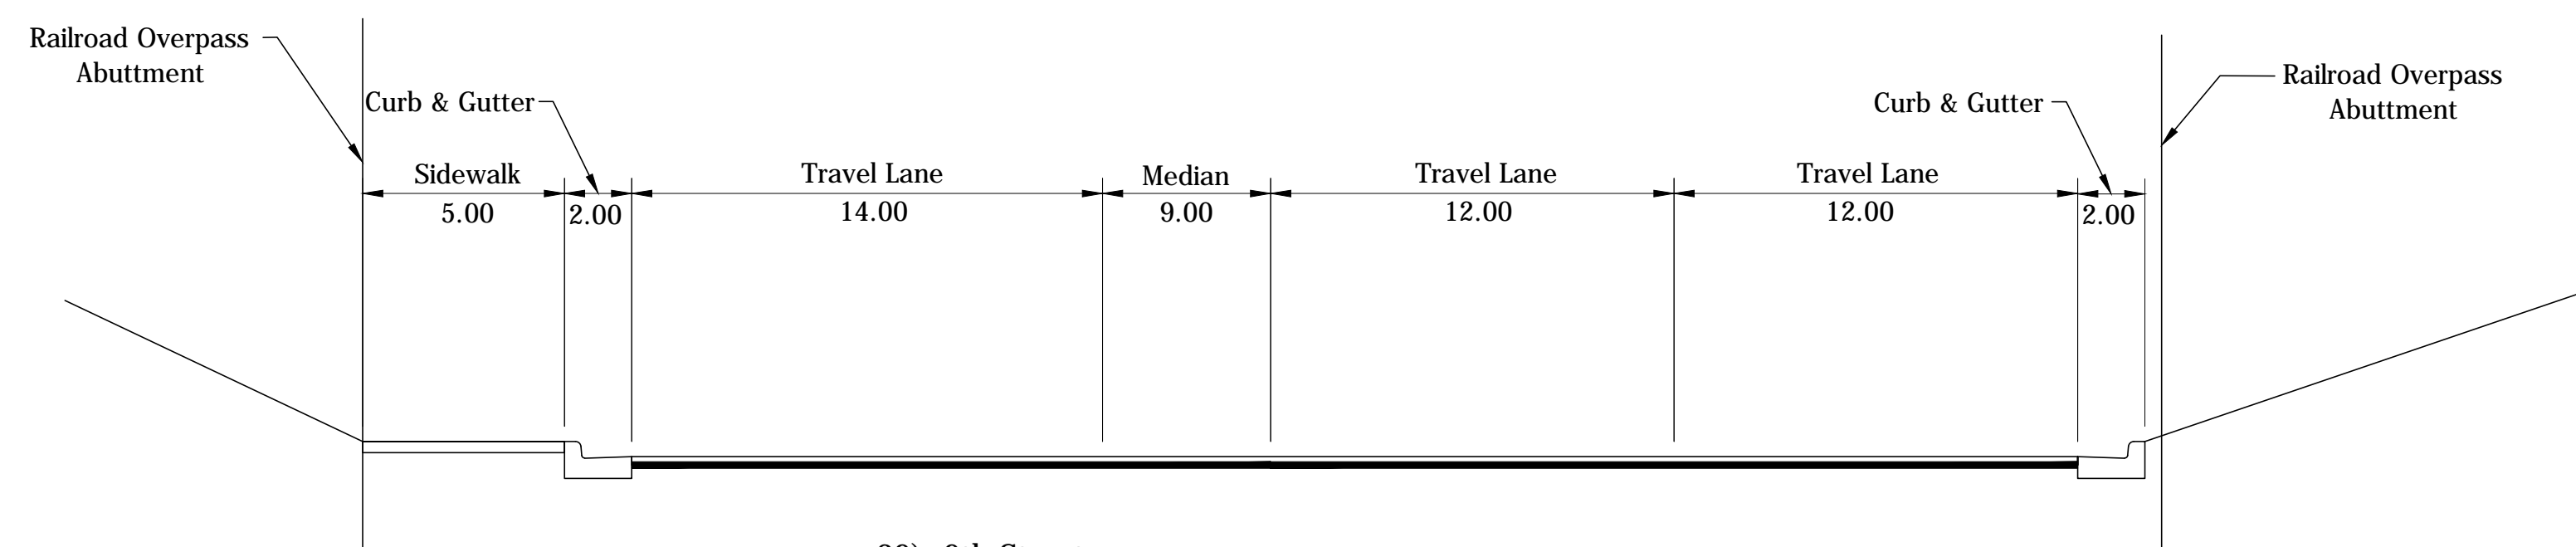 Railroad Overpass
Abuttment
Curb & Gutter
Sidewalk
5.00
2.00
Travel Lane
14.00
Median
9.00
Travel Lane
12.00
Travel Lane
12.00
Curb & Gutter
2.00
Railroad Overpass
Abuttment